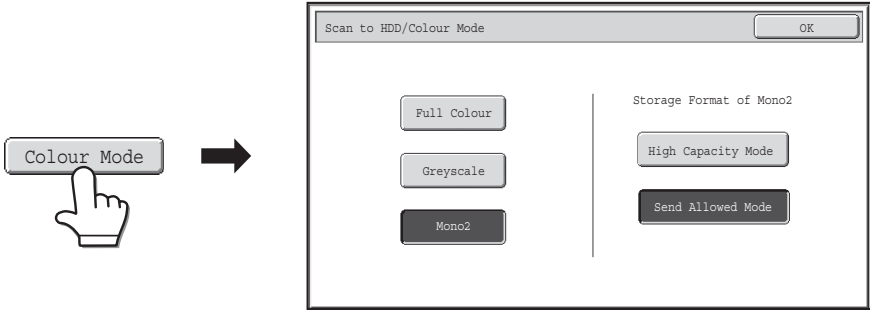 Colour Mode
Scan to HDD/Colour Mode
OK
Full Colour
Greyscale
Mono2
Storage Format of Mono2
High Capacity Mode
Send Allowed Mode